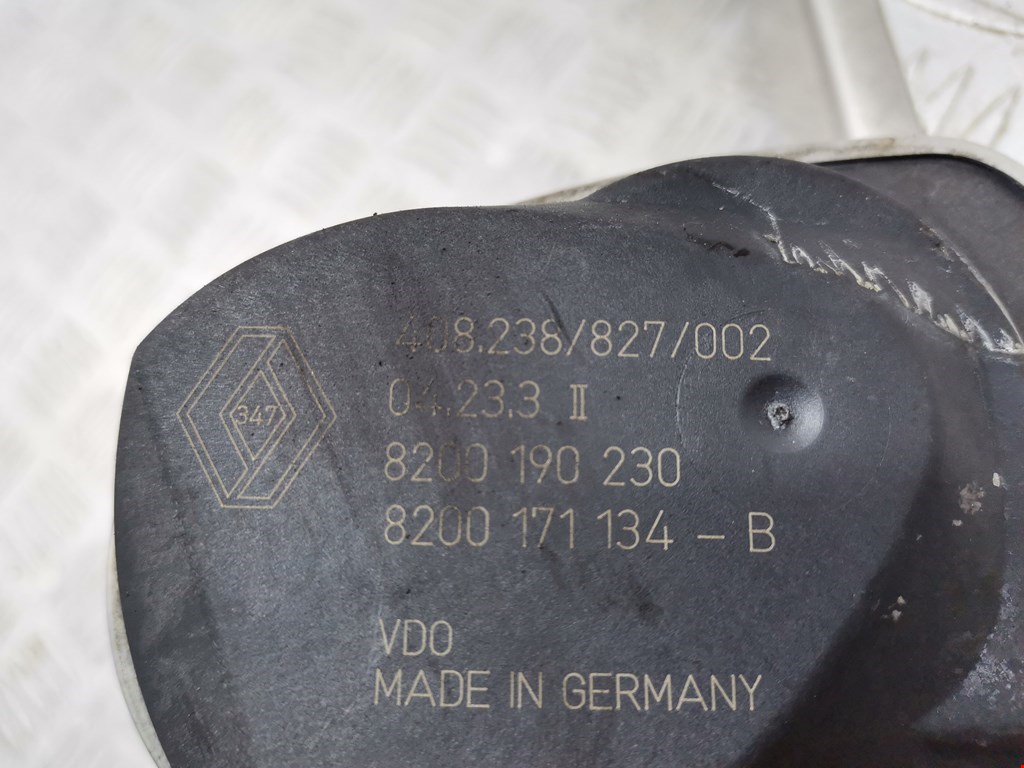 347
408.238/827/002
04.23.3 II
8200 190 230
8200 171 134 – B
VDO
MADE IN GERMANY